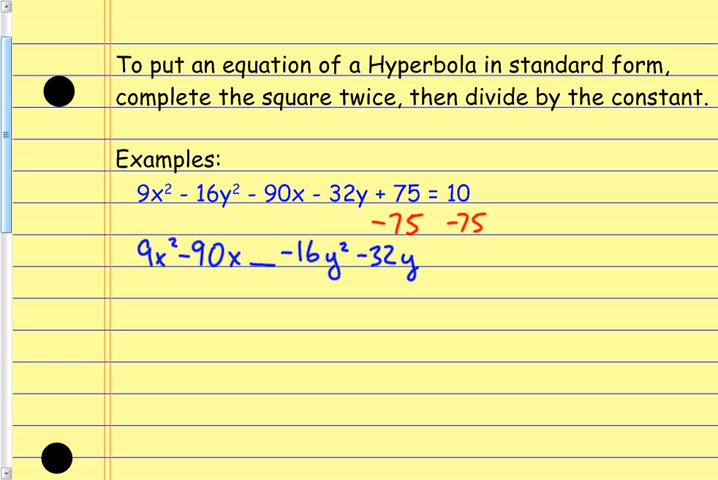 To put an equation of a Hyperbola in standard form,
complete the square twice, then divide by the constant.
Examples:
9x² - 16y² - 90x - 32y + 75 = 10
-75 -75
9x² -90x __ -16y² -32y